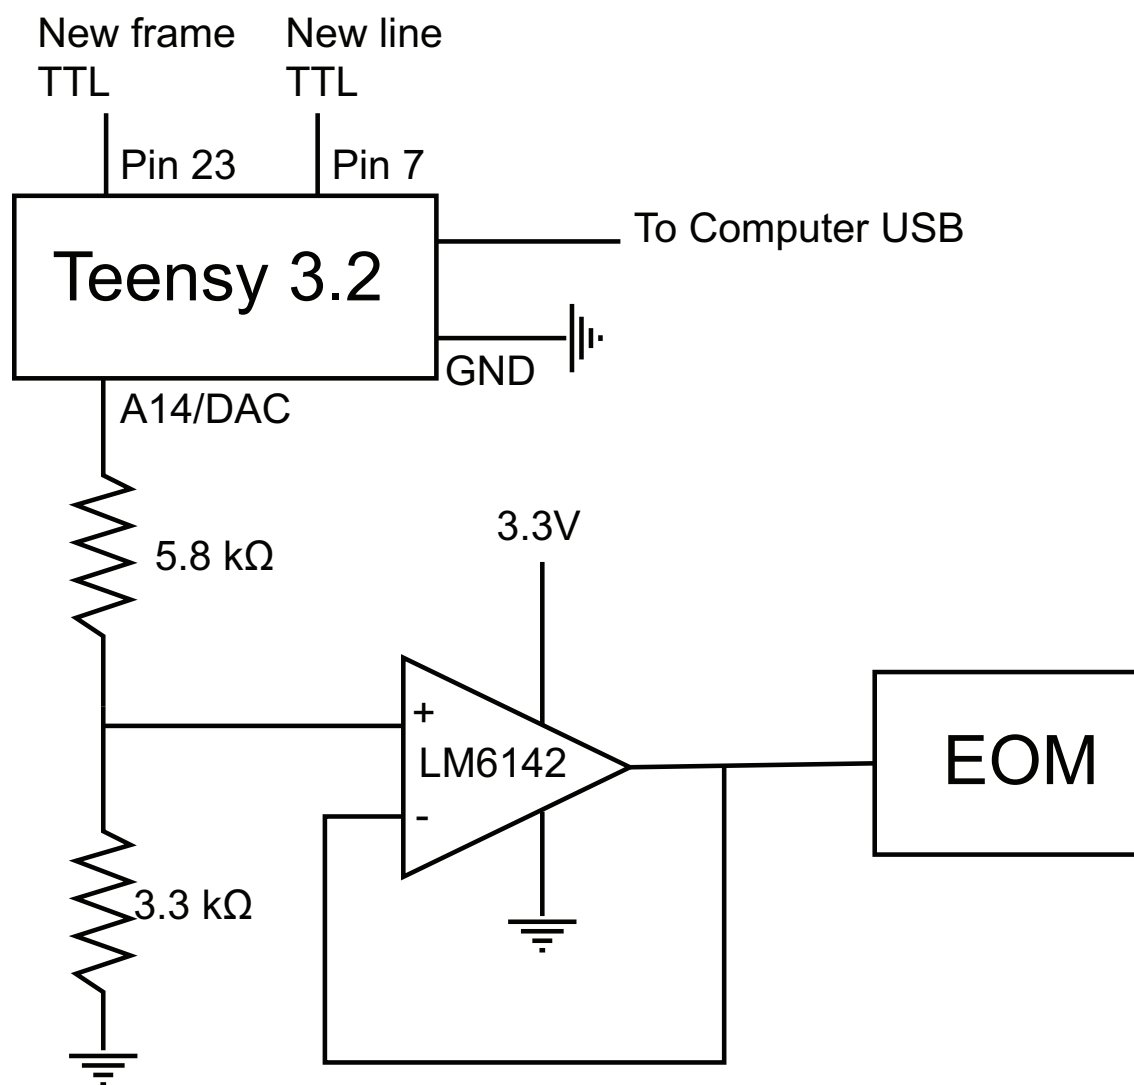 New frame
TTL
New line
TTL
Pin 23
Pin 7
Teensy 3.2
To Computer USB
GND
A14/DAC
5.8 kΩ
3.3V
+
LM6142
-
EOM
3.3 kΩ